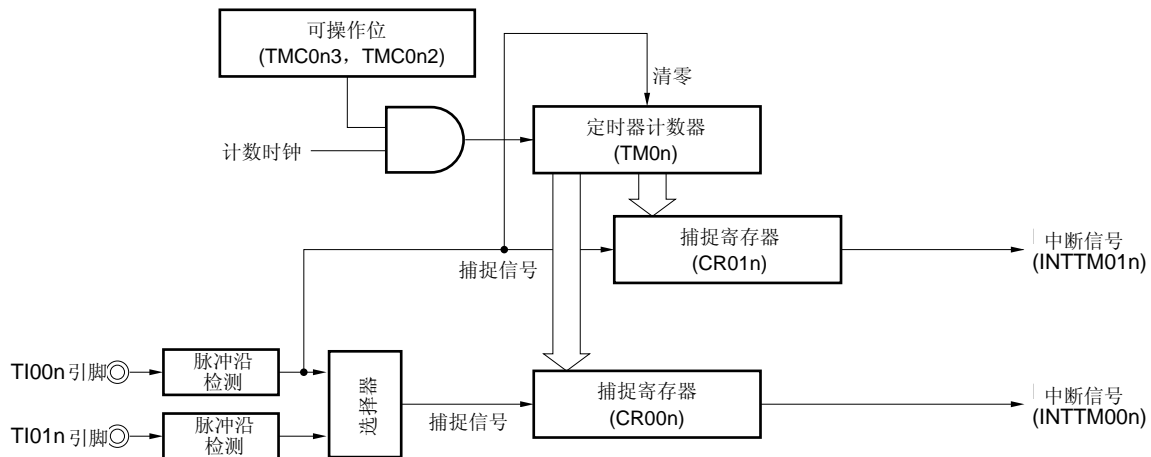 可操作位
(TMC0n3，TMC0n2)
清零
计数时钟
定时器计数器
(TM0n)
捕捉信号
捕捉寄存器
(CR01n)
中断信号
(INTTM01n)
TI00n 引脚
脉冲沿
检测
选择器
捕捉信号
捕捉寄存器
(CR00n)
中断信号
(INTTM00n)
TI01n 引脚
脉冲沿
检测